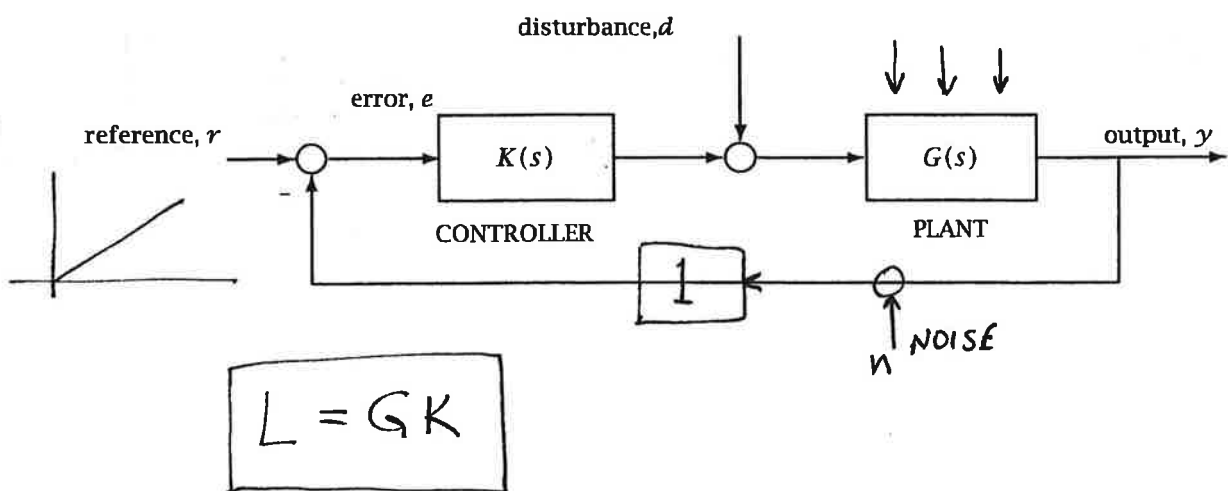 disturbance,d
error, e
reference, r
K(s)
G(s)
output, y
-
CONTROLLER
PLANT
1
n NOISE
L = GK